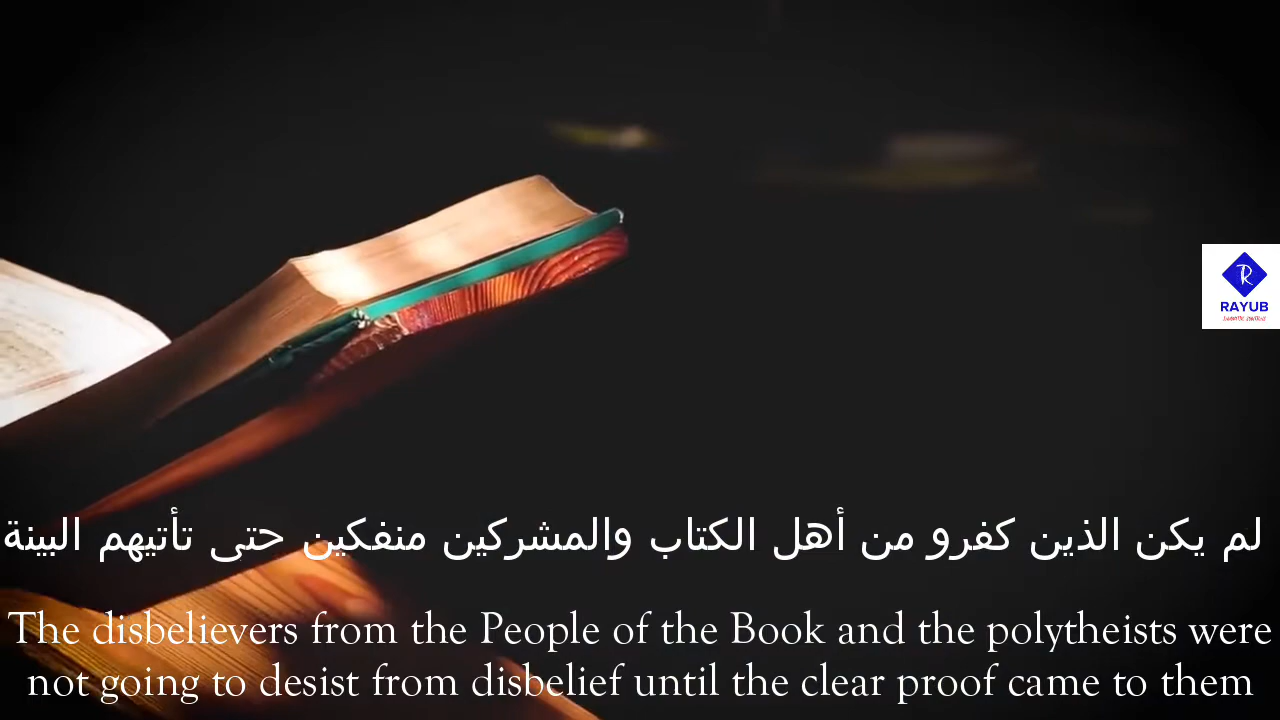 RAYUB
لم يكن الذين كفرو من أهل الكتاب والمشركين منفكين حتى تأتيهم البينة
The disbelievers from the People of the Book and the polytheists were
not going to desist from disbelief until the clear proof came to them